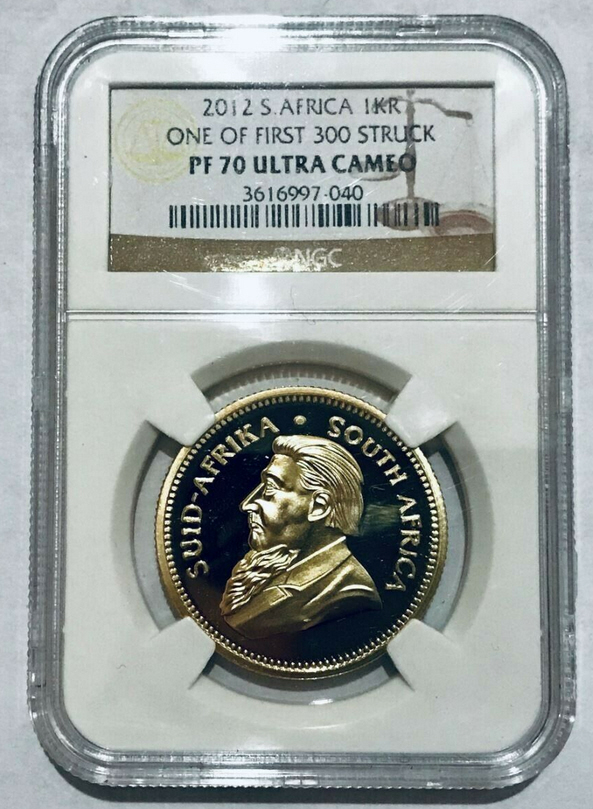 2012 S.AFRICA 1KR
ONE OF FIRST 300 STRUCK
PF 70 ULTRA CAMEO
3616997-040
NGC
SUID-AFRIKA • SOUTH AFRICA